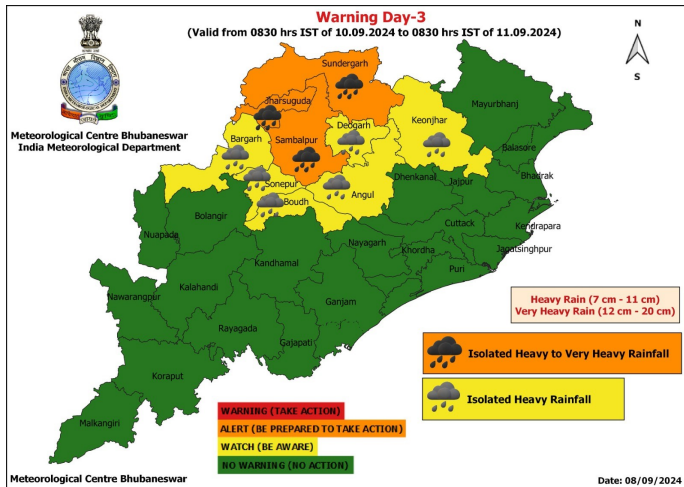 Warning Day-3
(Valid from 0830 hrs IST of 10.09.2024 to 0830 hrs IST of 11.09.2024)
N
S
Meteorological Centre Bhubaneswar
India Meteorological Department
Sundergarh
Jharsuguda
Mayurbhanj
Keonjhar
Deogarh
Bargarh
Sambalpur
Balasore
Sonepur
Dhenkanal
Jajpur
Bhadrak
Angul
Boudh
Bolangir
Kendrapara
Cuttack
Nuapada
Nayagarh
Khordha
Jagatsinghpur
Kandhamal
Puri
Kalahandi
Nawarangpur
Ganjam
Rayagada
Gajapati
Koraput
Malkangiri
Heavy Rain (7 cm - 11 cm)
Very Heavy Rain (12 cm - 20 cm)
Isolated Heavy to Very Heavy Rainfall
Isolated Heavy Rainfall
WARNING (TAKE ACTION)
ALERT (BE PREPARED TO TAKE ACTION)
WATCH (BE AWARE)
NO WARNING (NO ACTION)
Meteorological Centre Bhubaneswar
Date: 08/09/2024